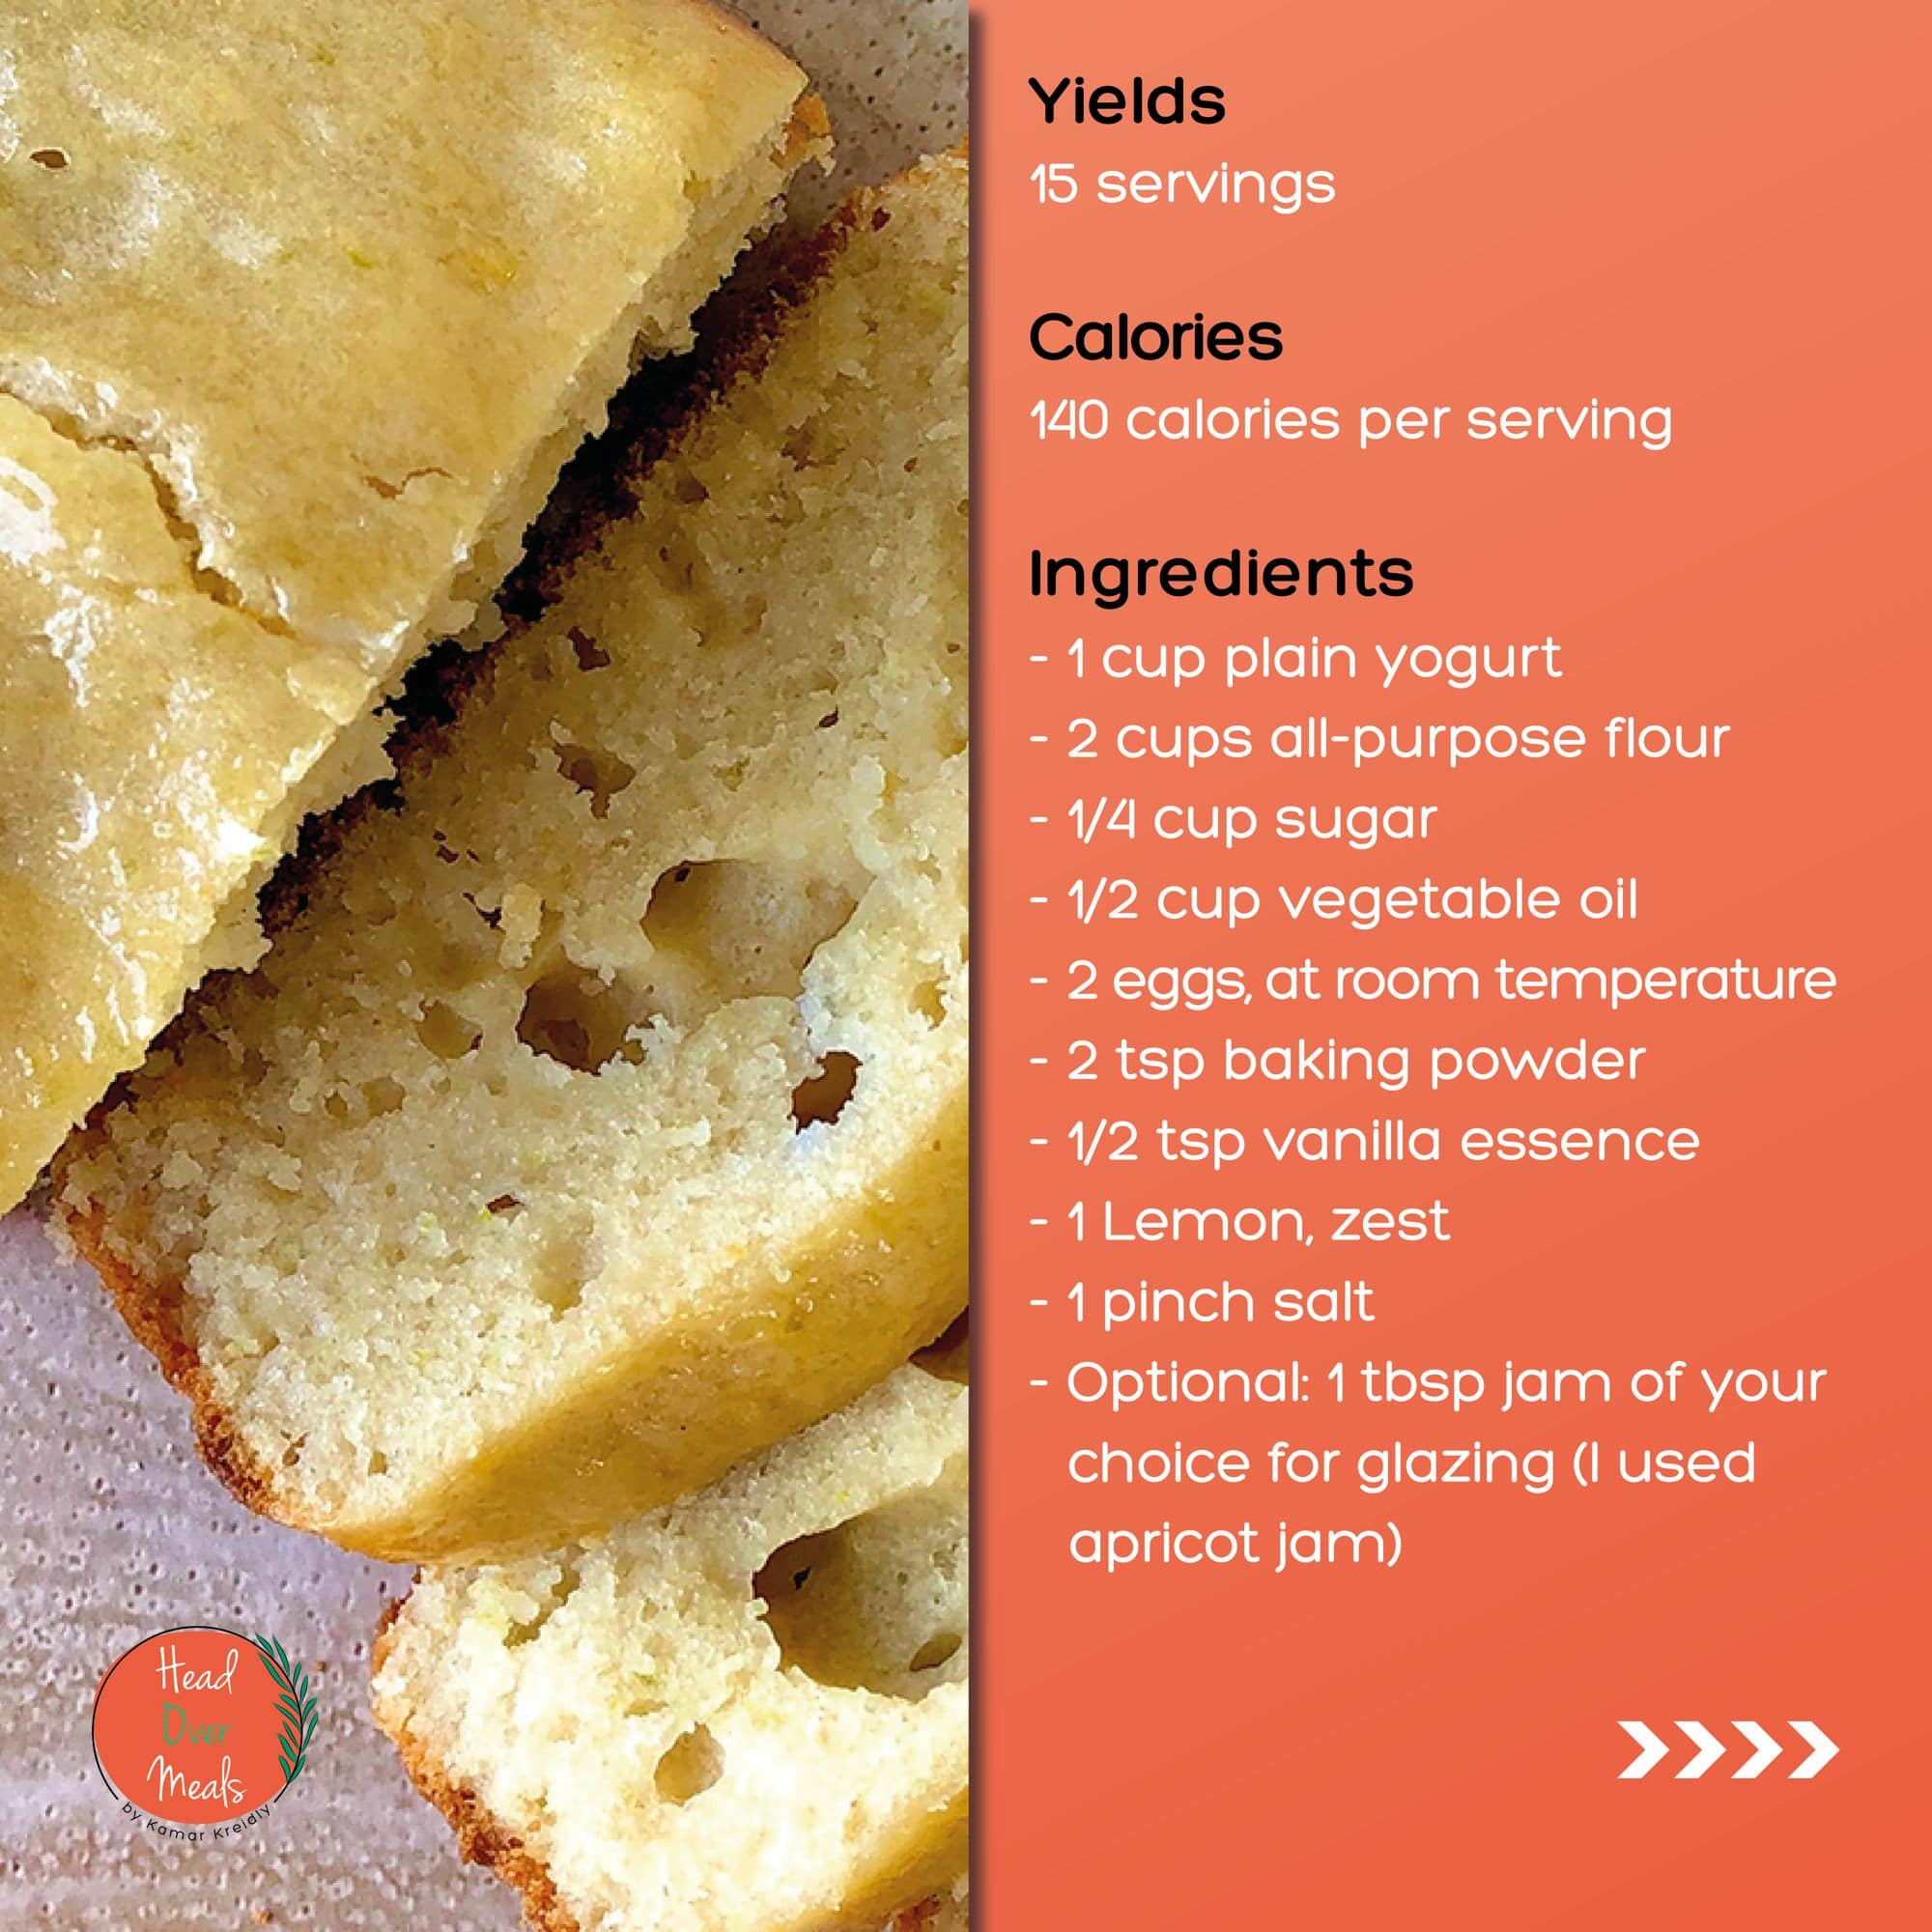 Yields
15 servings
Calories
140 calories per serving
Ingredients
- 1 cup plain yogurt
- 2 cups all-purpose flour
- 1/4 cup sugar
- 1/2 cup vegetable oil
- 2 eggs, at room temperature
- 2 tsp baking powder
- 1/2 tsp vanilla essence
- 1 Lemon, zest
- 1 pinch salt
- Optional: 1 tbsp jam of your
choice for glazing (I used
apricot jam)
Head
Over
Meals
by Kamar Kreidly